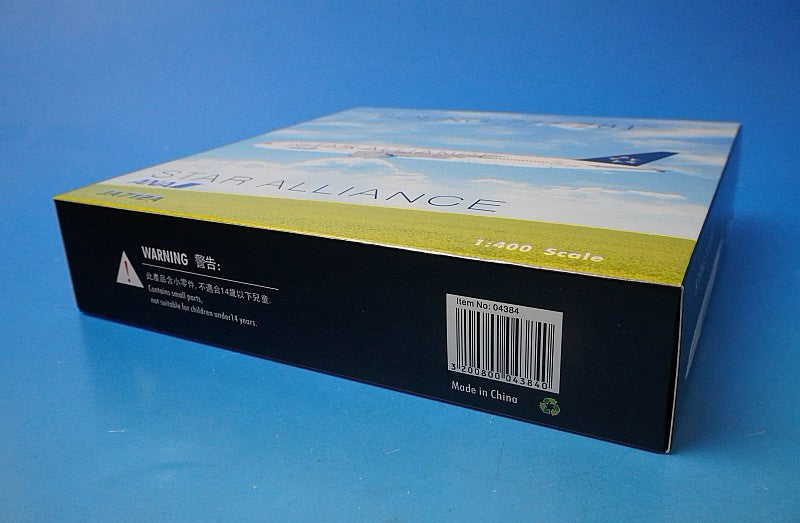 STAR ALLIANCE
STAR ALLIANCE
ANA
JA712A
1:400 Scale
WARNING 警告:
此產品含小零件, 不適合14歲以下兒童.
Contains small parts,
not suitable for children under14 years.
Item No: 04384
3 200800 043840
Made in China